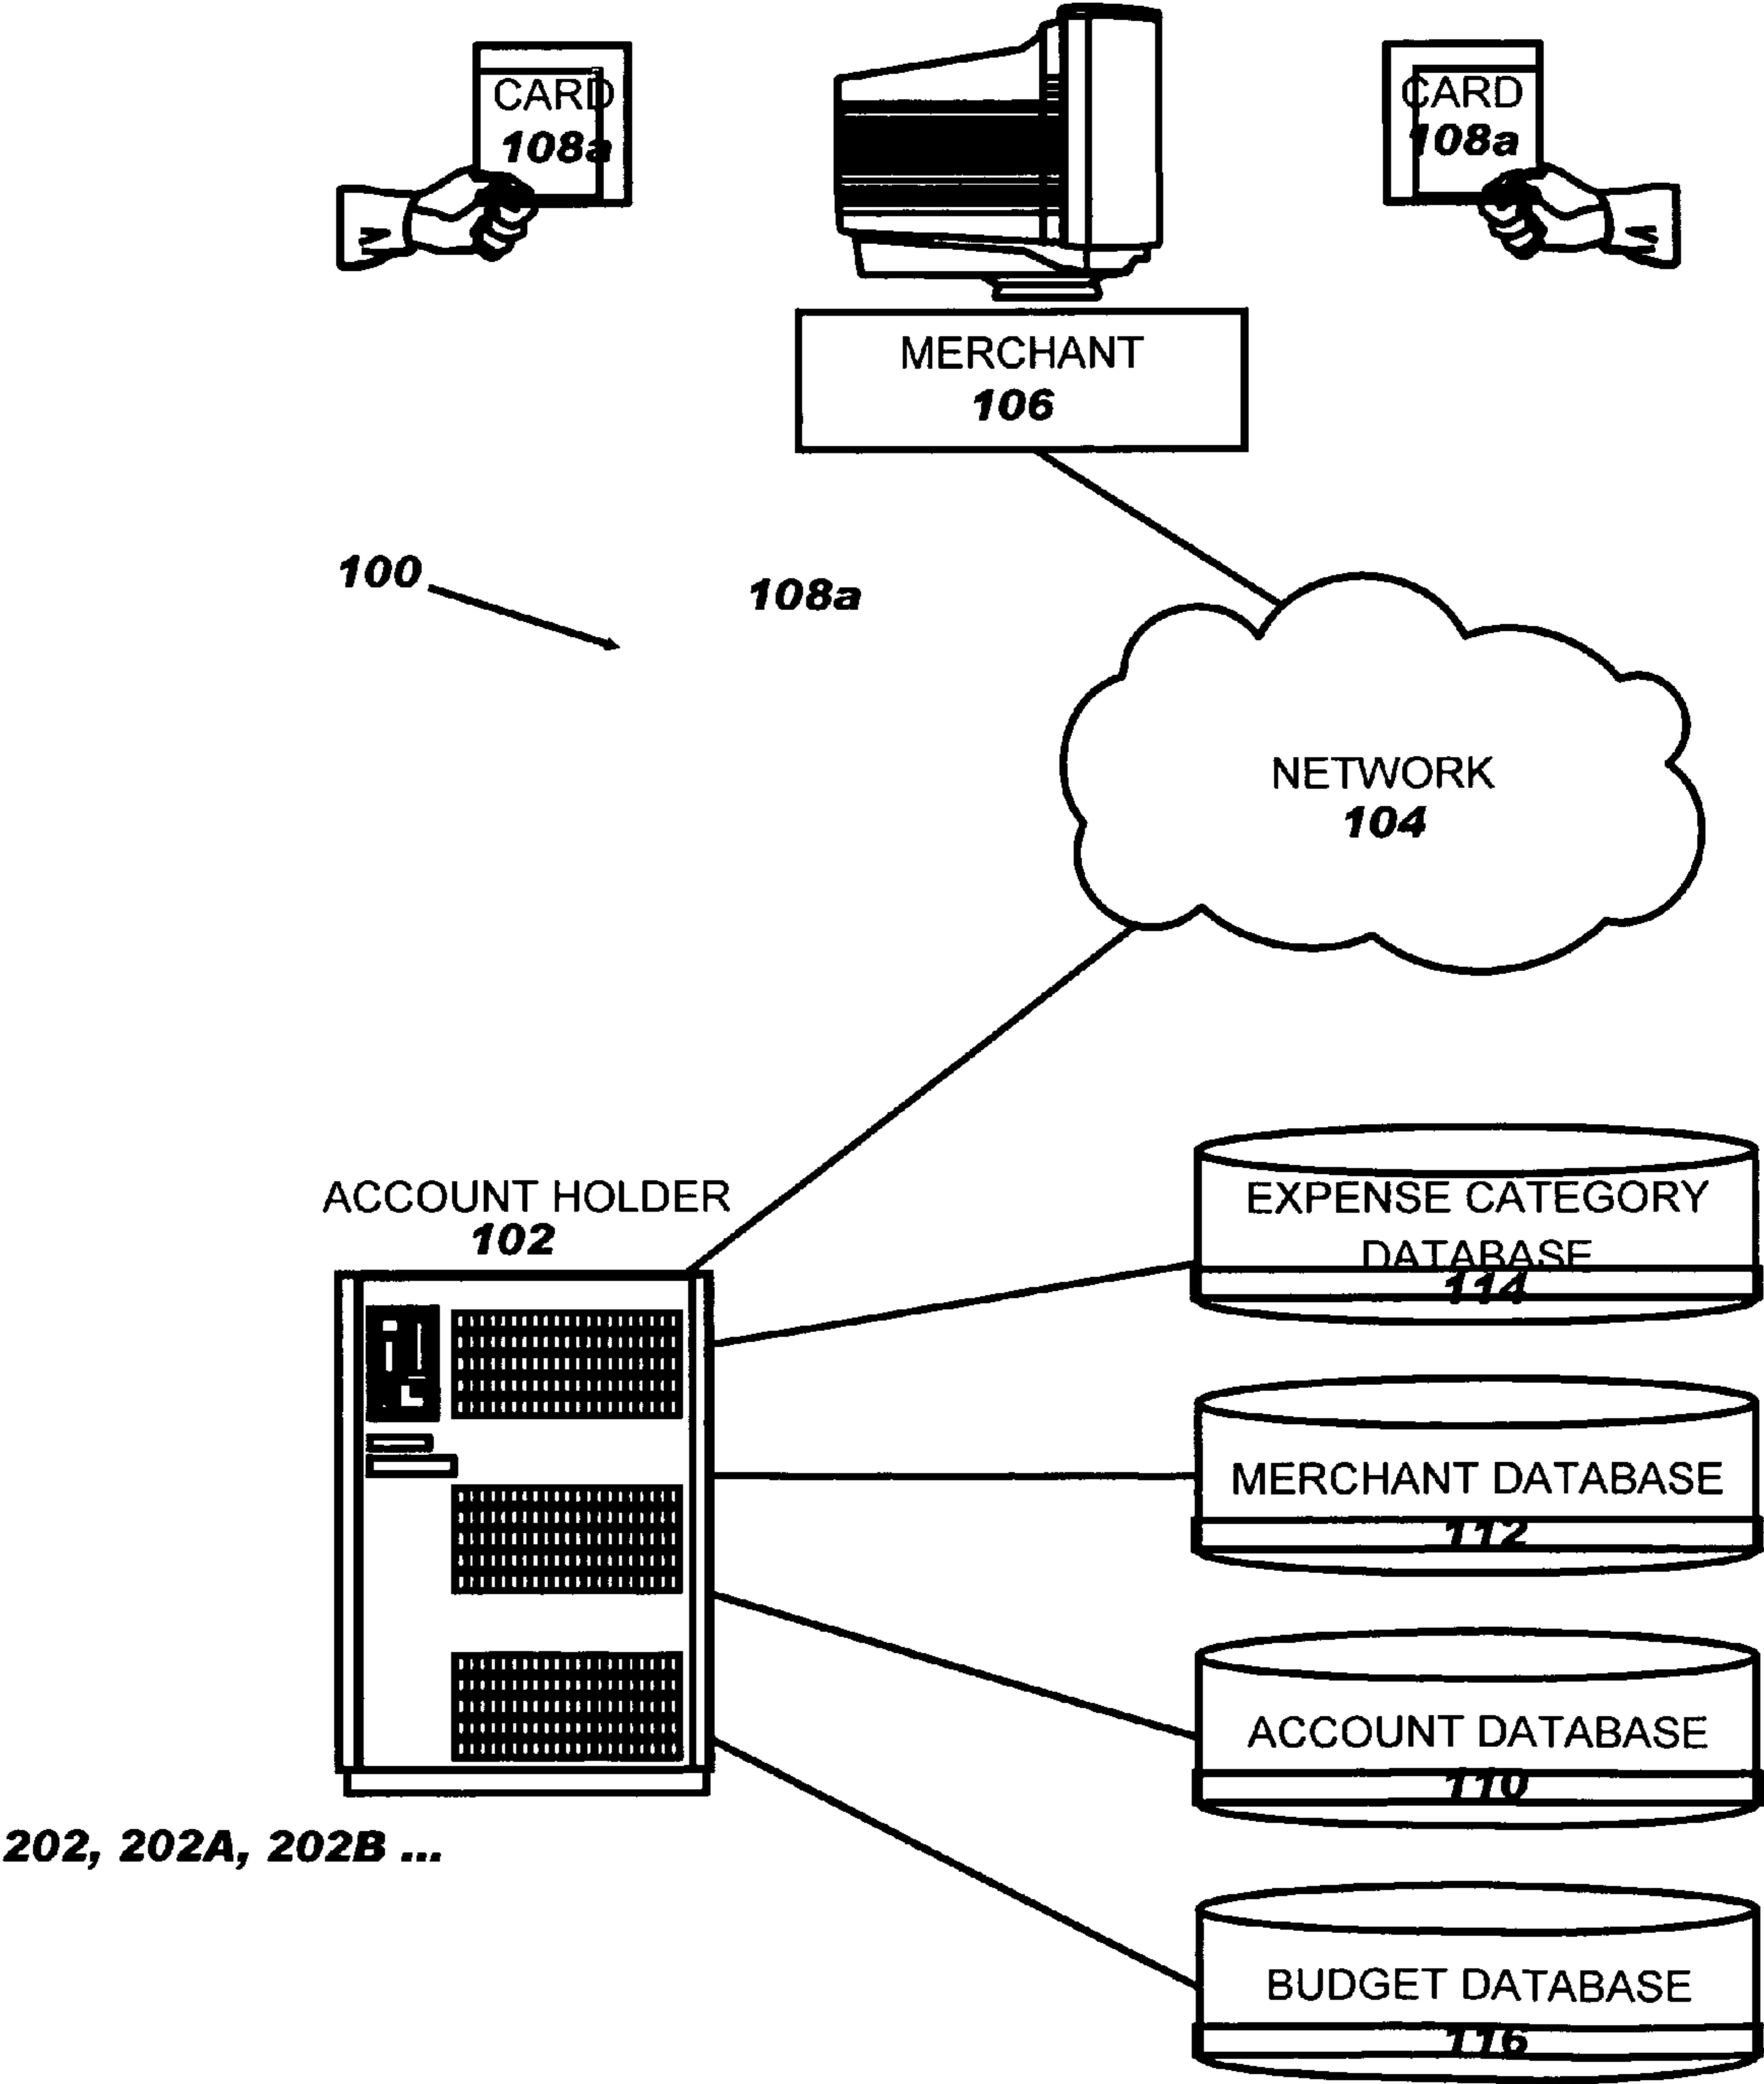 CARD
108a
CARD
108a
MERCHANT
106
100
108a
NETWORK
104
ACCOUNT HOLDER
102
EXPENSE CATEGORY
DATABASE
114
MERCHANT DATABASE
112
ACCOUNT DATABASE
110
202, 202A, 202B ...
BUDGET DATABASE
116